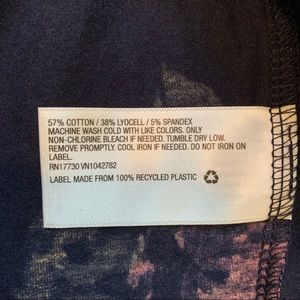 57% COTTON / 38% LYOCELL / 5% SPANDEX
MACHINE WASH COLD WITH LIKE COLORS. ONLY
NON-CHLORINE BLEACH IF NEEDED. TUMBLE DRY LOW.
REMOVE PROMPTLY. COOL IRON IF NEEDED. DO NOT IRON ON
LABEL.
RN17730 VN1042782
LABEL MADE FROM 100% RECYCLED PLASTIC